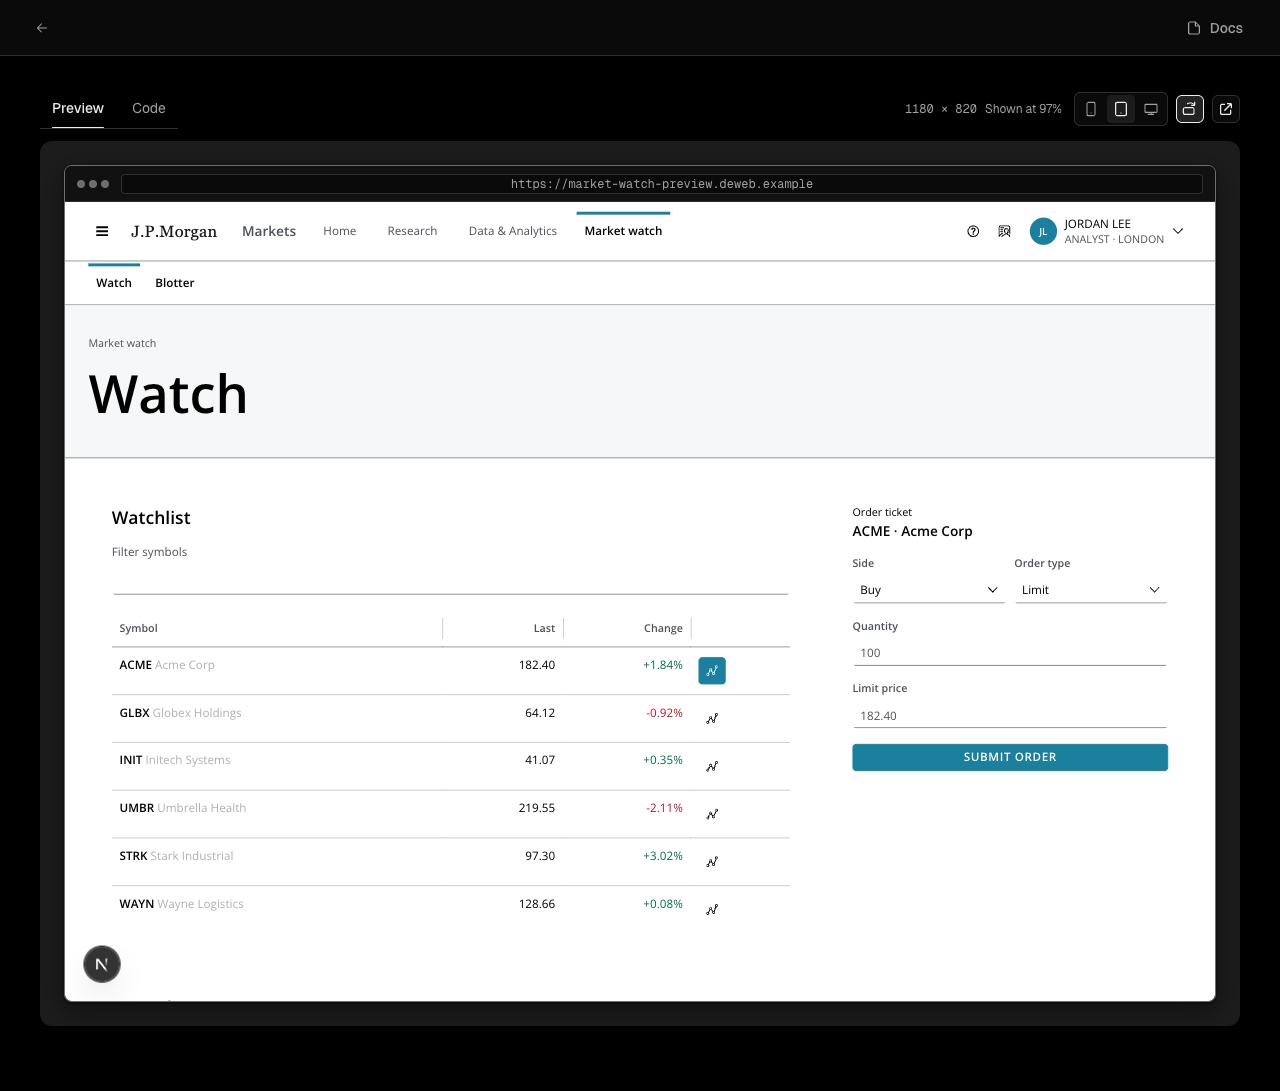 Docs
Preview
Code
1180 × 820 Shown at 97%
https://market-watch-preview.deweb.example
J.P.Morgan
Markets
Home
Research
Data & Analytics
Market watch
JL
JORDAN LEE
ANALYST · LONDON
Watch
Blotter
Market watch
Watch
Watchlist
Filter symbols
Symbol Last Change
ACME Acme Corp 182.40 +1.84%
GLBX Globex Holdings 64.12 -0.92%
INIT Initech Systems 41.07 +0.35%
UMBR Umbrella Health 219.55 -2.11%
STRK Stark Industrial 97.30 +3.02%
WAYN Wayne Logistics 128.66 +0.08%
Order ticket
ACME · Acme Corp
Side
Order type
Buy
Limit
Quantity
100
Limit price
182.40
SUBMIT ORDER
N